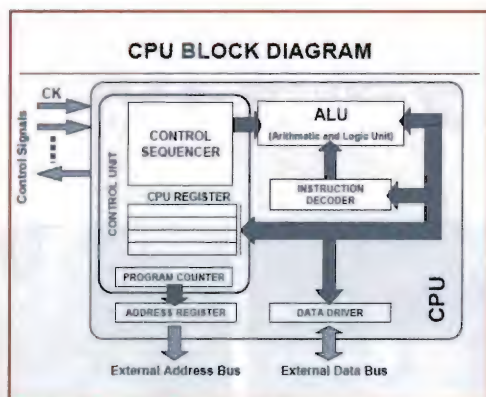 CPU BLOCK DIAGRAM
CK
Control Signals
CONTROL UNIT
CONTROL
SEQUENCER
CPU REGISTER
PROGRAM COUNTER
ADDRESS REGISTER
ALU
(Arithmatic and Logic Unit)
INSTRUCTION
DECODER
DATA DRIVER
CPU
External Address Bus
External Data Bus